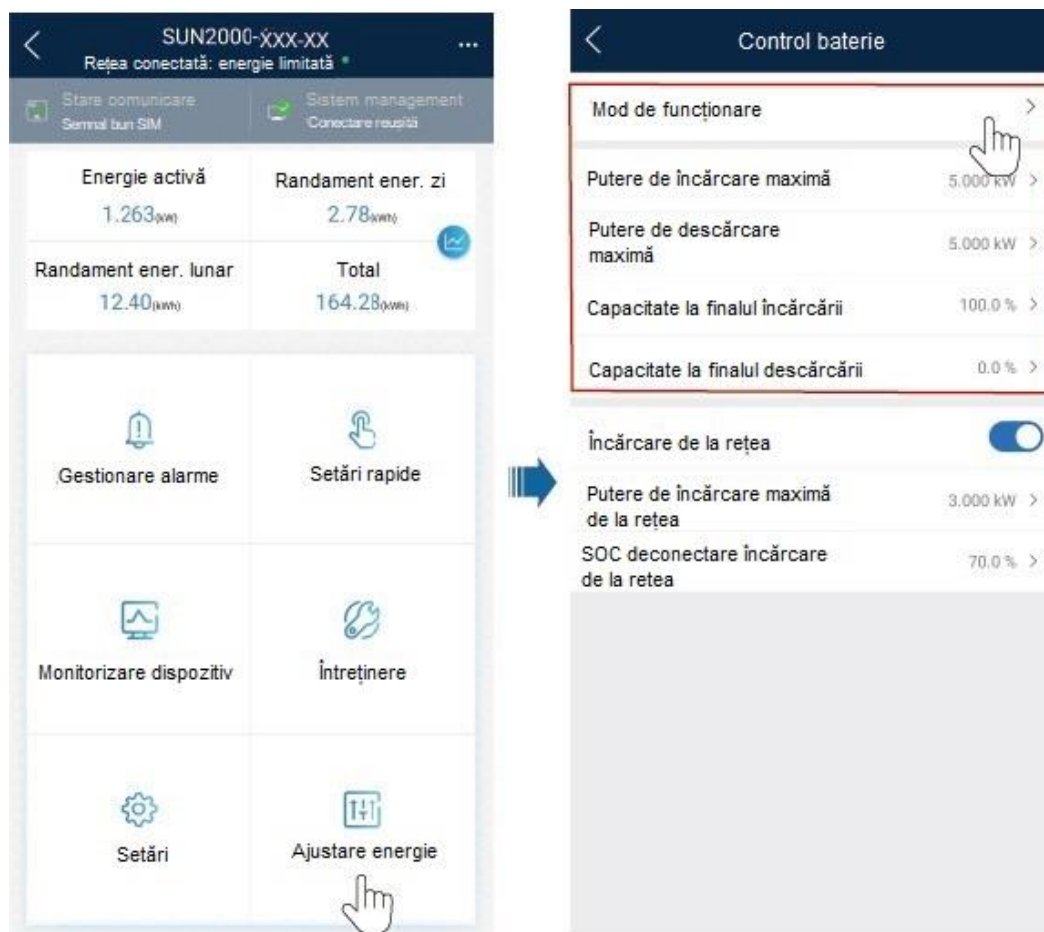 SUN2000-XXX-XX
...
Rețea conectată: energie limitată
Stare comunicare
Semnal bun SIM
Sistem management
Conectare reușită
Energie activă
1.263(kW)
Randament ener. zi
2.78(kWh)
Randament ener. lunar
12.40(kWh)
Total
164.28(kWh)
Gestionare alarme
Setări rapide
Monitorizare dispozitiv
Întreținere
Setări
Ajustare energie
Control baterie
Mod de funcționare
Putere de încărcare maximă
5.000 kW
Putere de descărcare
maximă
5.000 kW
Capacitate la finalul încărcării
100.0 %
Capacitate la finalul descărcării
0.0 %
Încărcare de la rețea
Putere de încărcare maximă
de la rețea
3.000 kW
SOC deconectare încărcare
de la retea
70.0 %